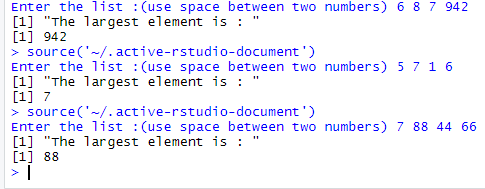 Enter the list :(use space between two numbers) 6 8 7 942
[1] "The largest element is : "
[1] 942
> source('~/.active-rstudio-document')
Enter the list :(use space between two numbers) 5 7 1 6
[1] "The largest element is : "
[1] 7
> source('~/.active-rstudio-document')
Enter the list :(use space between two numbers) 7 88 44 66
[1] "The largest element is : "
[1] 88
>